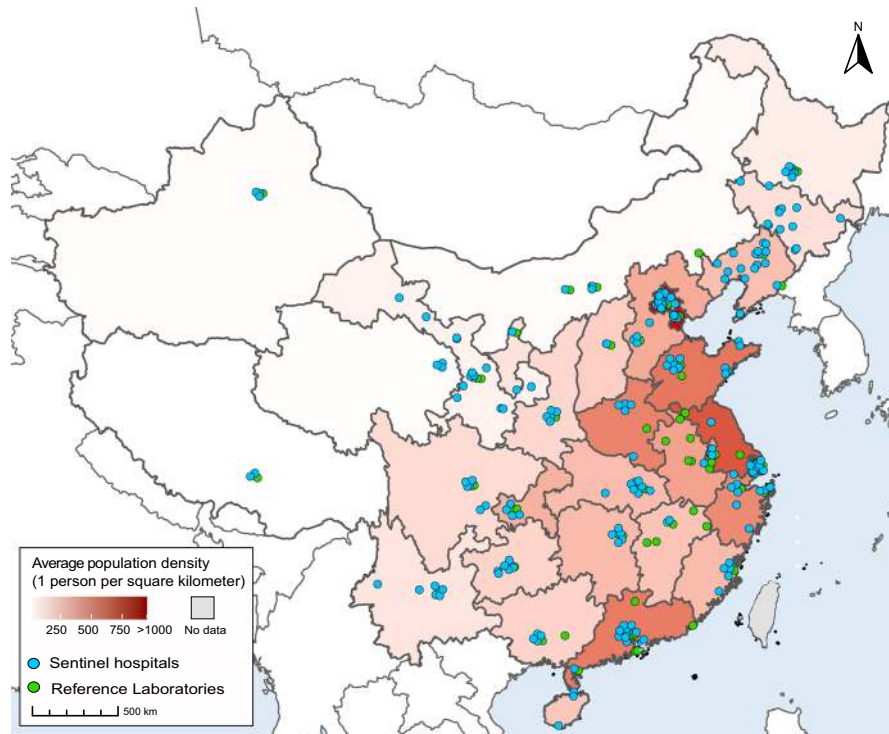 N
Average population density
(1 person per square kilometer)
250 500 750 >1000 No data
Sentinel hospitals
Reference Laboratories
500 km